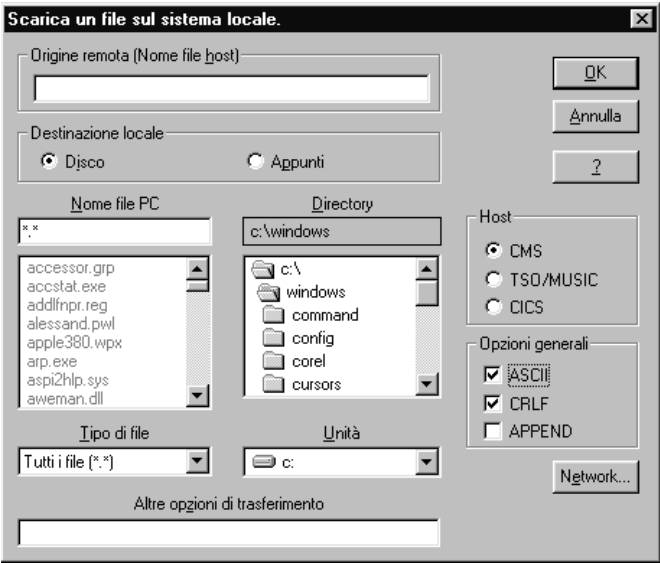 Scarica un file sul sistema locale.
Origine remota (Nome file host)
OK
Annulla
?
Destinazione locale
Disco
Appunti
Nome file PC
*.*
accessor.grp
accstat.exe
addlfnpr.reg
alessand.pwl
apple380.wpx
arp.exe
aspi2hlp.sys
aweman.dll
Directory
c:\windows
c:\
windows
command
config
corel
cursors
Host
CMS
TSO/MUSIC
CICS
Opzioni generali
ASCII
CRLF
APPEND
Tipo di file
Tutti i file (*.*)
Unità
c:
Network...
Altre opzioni di trasferimento